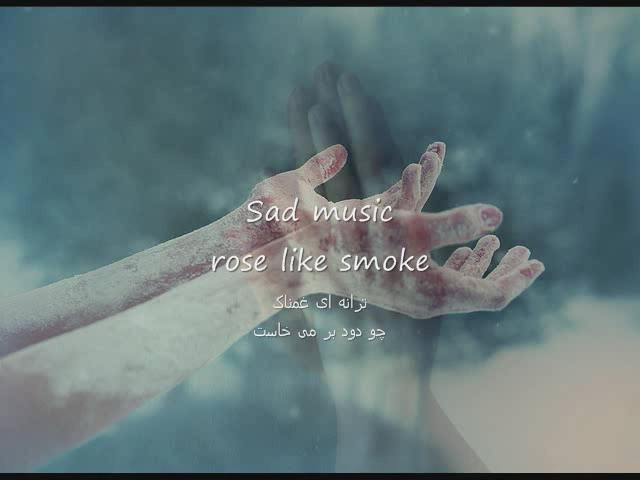 Sad music
rose like smoke
ترانه ای غمناک
چو دود بر می خاست